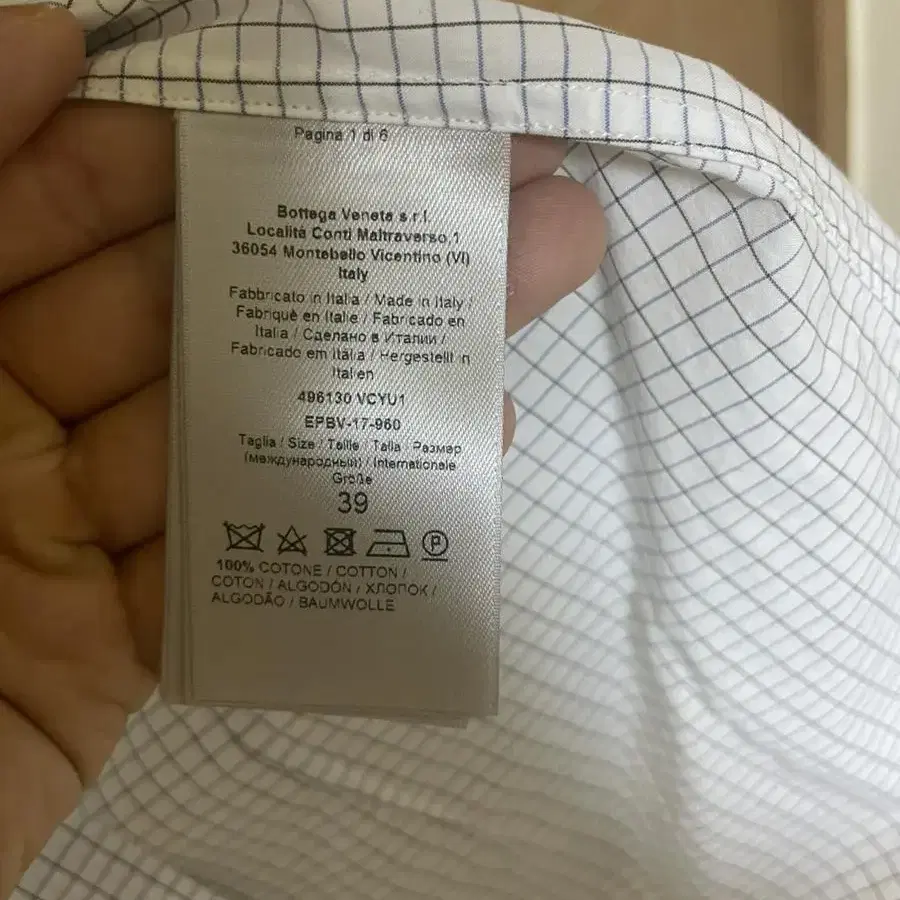 Pagina 1 di 6
Bottega Veneta s.r.l.
Località Conti Maltraverso,1
36054 Montebello Vicentino (VI)
Italy
Fabbricato in Italia / Made in Italy /
Fabriqué en Italie / Fabricado en
Italia / Сделано в Италии /
Fabricado em Itália / Hergestellt in
Italien
496130 VCYU1
EPBV-17-960
Taglia / Size / Taille / Talla / Размер
(международный) / Internationale
Größe
39
P
100% COTONE / COTTON /
COTON / ALGODÓN / ХЛОПОК /
ALGODÃO / BAUMWOLLE